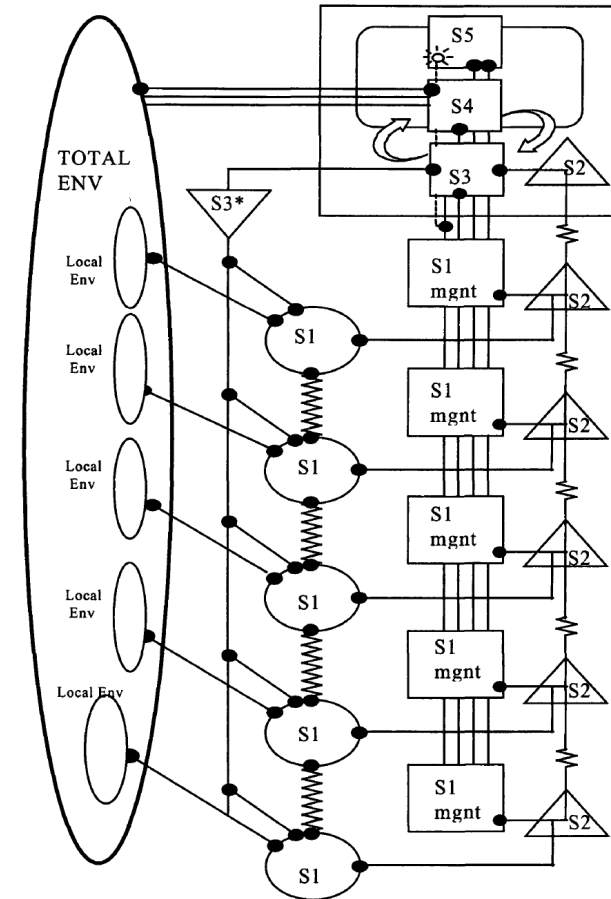 S5
S4
TOTAL
ENV
S3
S2
S3*
Local
Env
S1
mgnt
S2
S1
Local
Env
S1
mgnt
S2
S1
Local
Env
S1
mgnt
S2
S1
Local
Env
S1
mgnt
S2
S1
Local Env
S1
mgnt
S2
S1